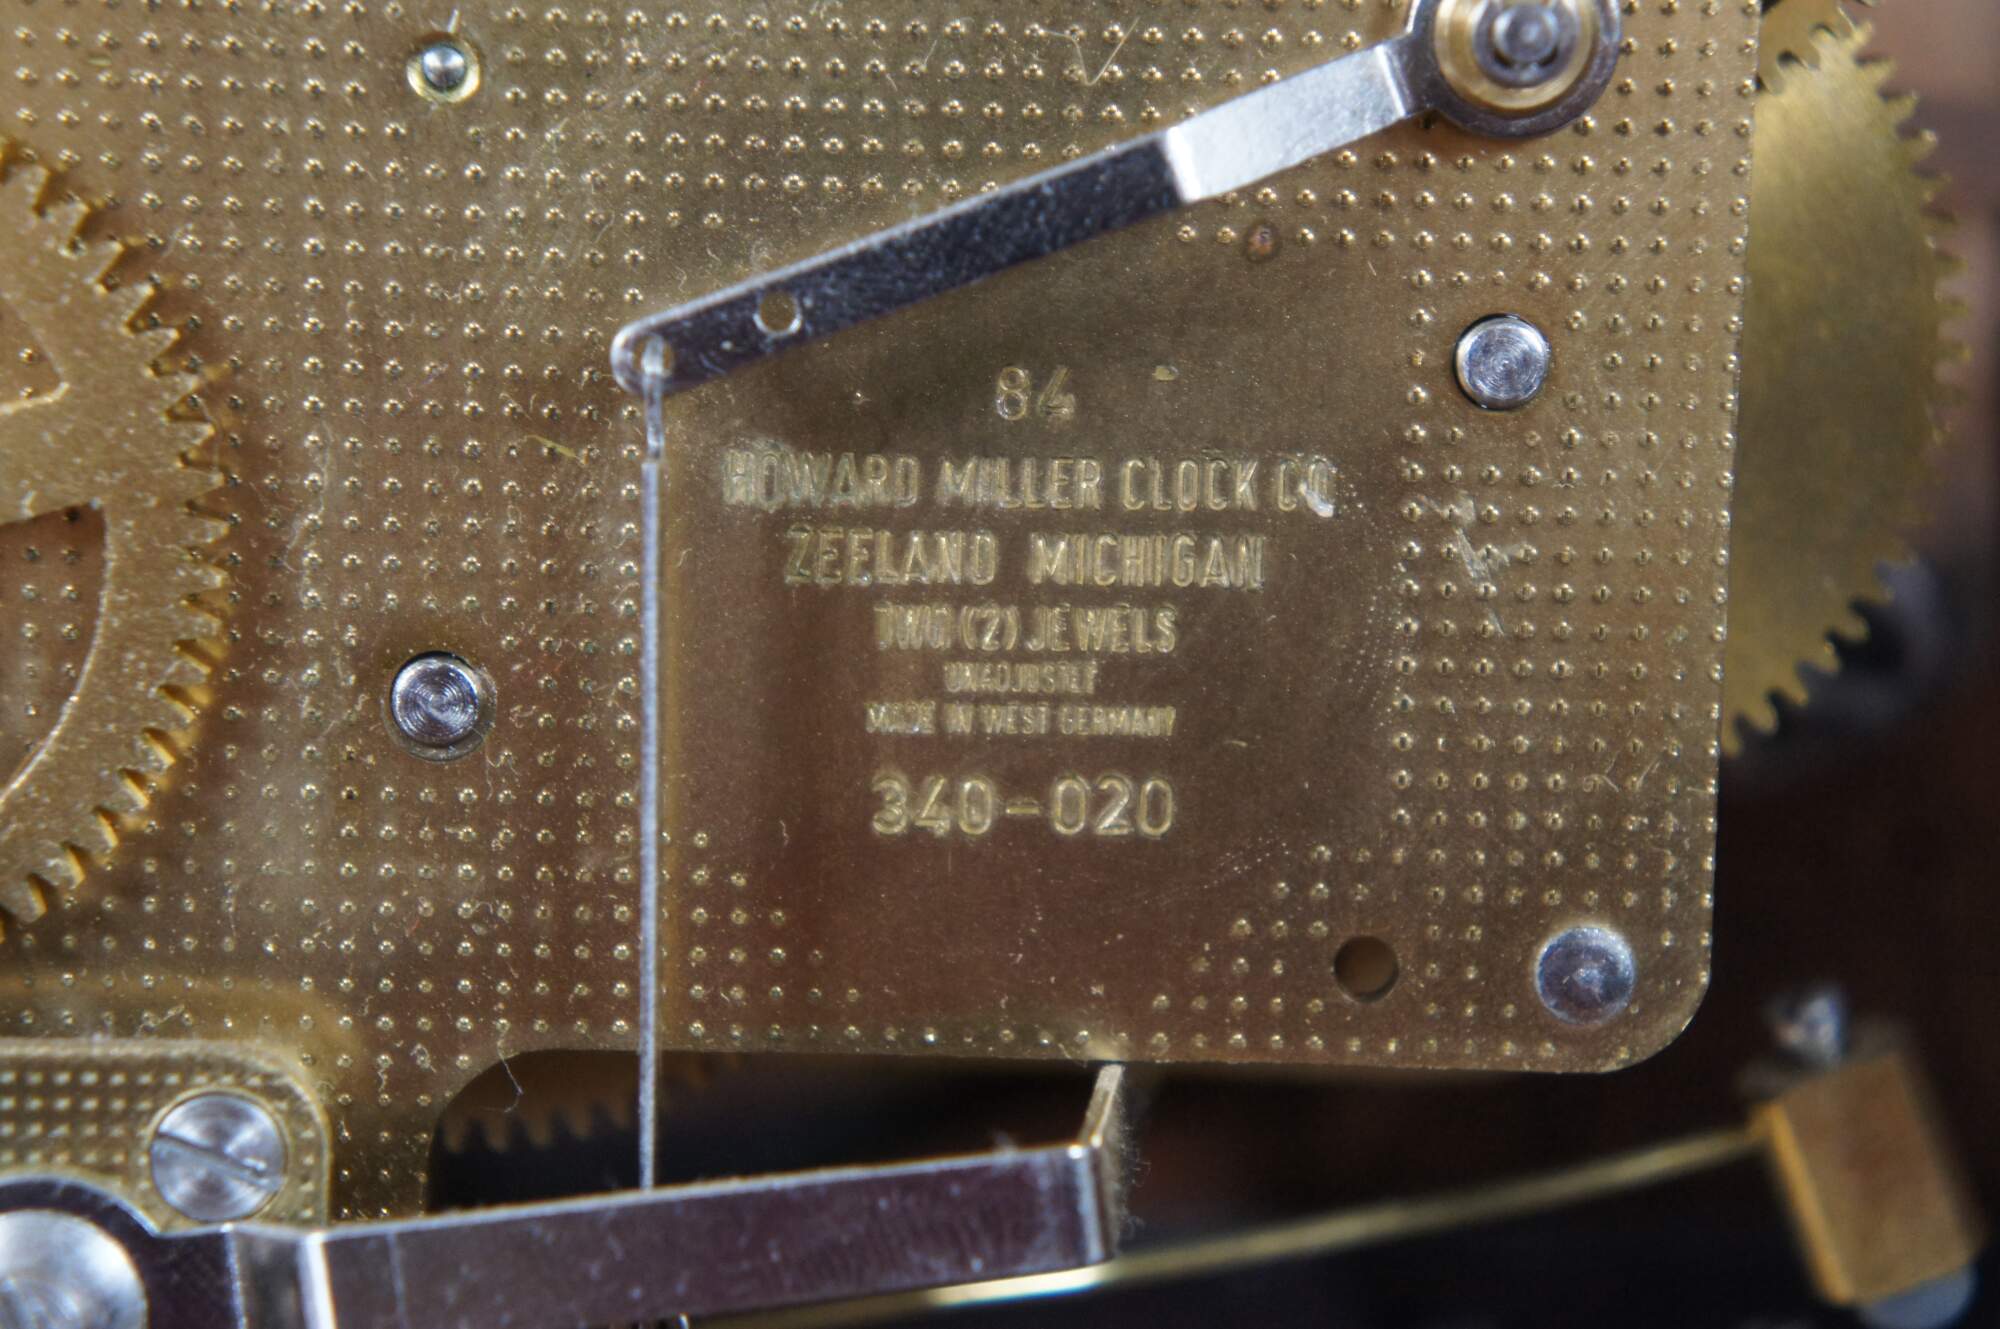 84
HOWARD MILLER CLOCK CO
ZEELAND MICHIGAN
TWO (2) JEWELS
UNADJUSTED
MADE IN WEST GERMANY
340-020